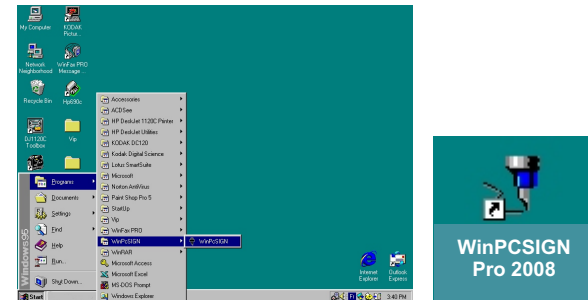 My Computer
KODAK
Pictur...
Network
Neighborhood
WinFax PRO
Message ...
Recycle Bin
Hp690c
DJ1120C
Toolbox
Vip
Programs
Documents
Settings
Find
Help
Run...
Shut Down...
Windows95
Accessories
ACDSee
HP DeskJet 1120C Printer
HP DeskJet Utilities
KODAK DC120
Kodak Digital Science
Lotus SmartSuite
Microsoft
Norton AntiVirus
Paint Shop Pro 5
StartUp
Vip
WinFax PRO
WinPcSIGN
WinRAR
Microsoft Access
Microsoft Excel
MS-DOS Prompt
Windows Explorer
WinPcSIGN
Internet
Explorer
Outlook
Express
Start
3:40 PM
WinPCSIGN
Pro 2008